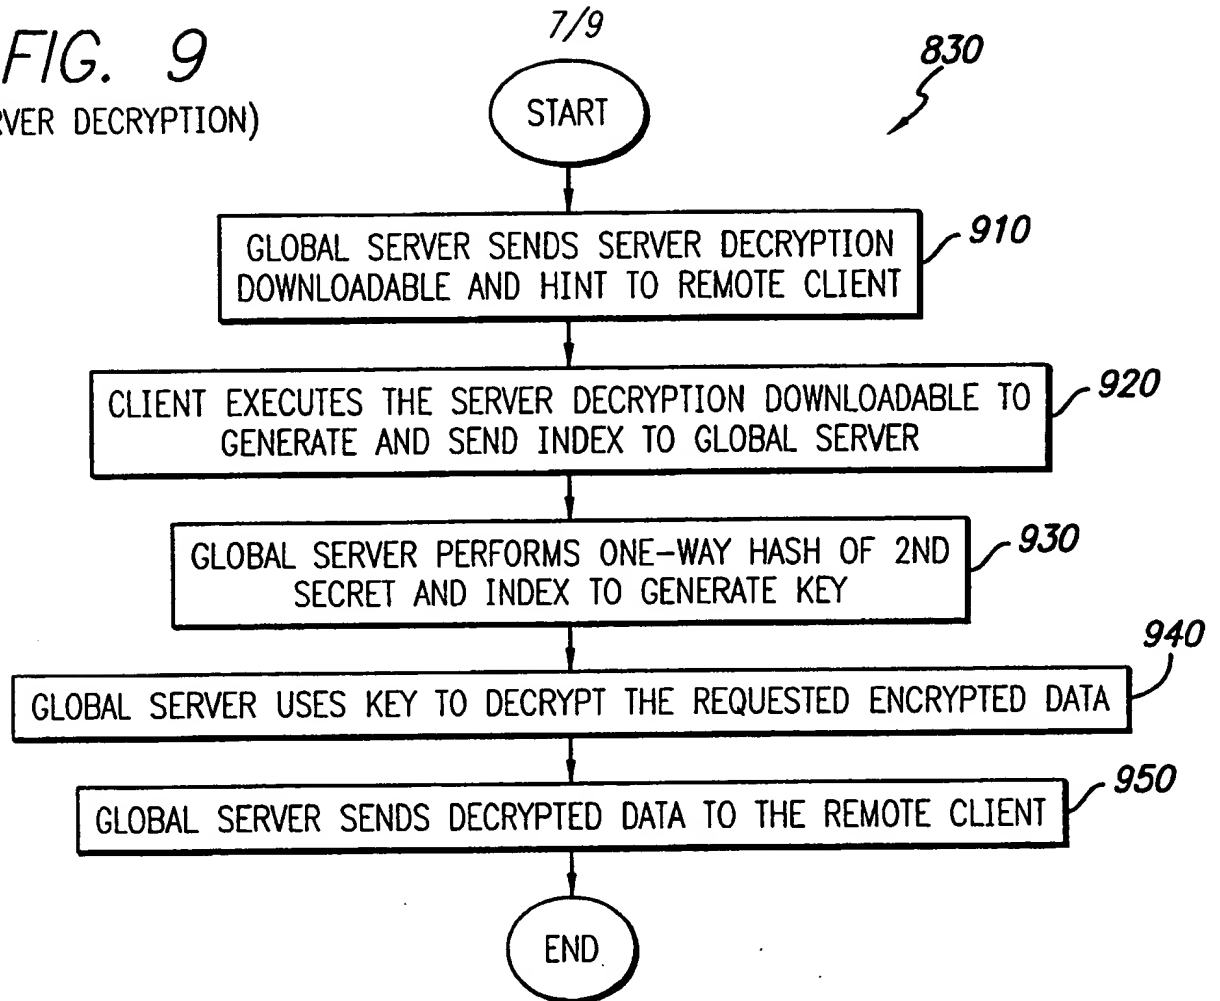 7/9
FIG. 9
RVER DECRYPTION)
830
START
GLOBAL SERVER SENDS SERVER DECRYPTION
DOWNLOADABLE AND HINT TO REMOTE CLIENT
910
CLIENT EXECUTES THE SERVER DECRYPTION DOWNLOADABLE TO
GENERATE AND SEND INDEX TO GLOBAL SERVER
920
GLOBAL SERVER PERFORMS ONE-WAY HASH OF 2ND
SECRET AND INDEX TO GENERATE KEY
930
GLOBAL SERVER USES KEY TO DECRYPT THE REQUESTED ENCRYPTED DATA
940
GLOBAL SERVER SENDS DECRYPTED DATA TO THE REMOTE CLIENT
950
END